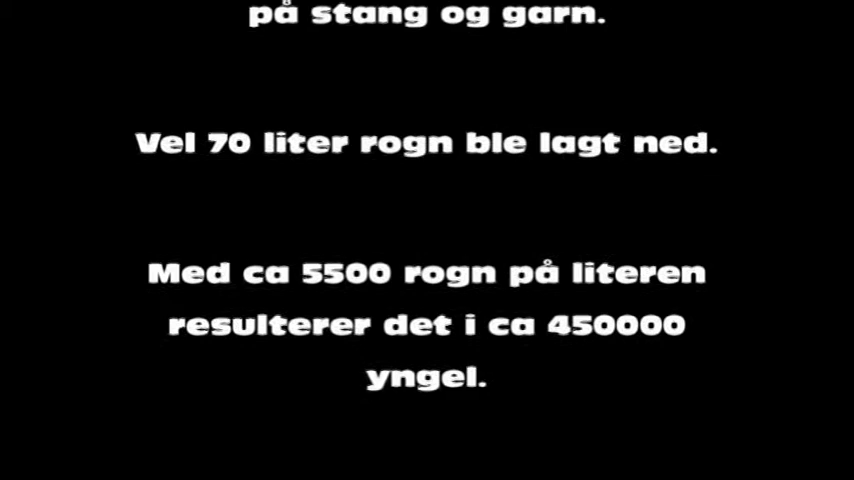 på stang og garn.
Vel 70 liter rogn ble lagt ned.
Med ca 5500 rogn på literen
resulterer det i ca 450000
yngel.